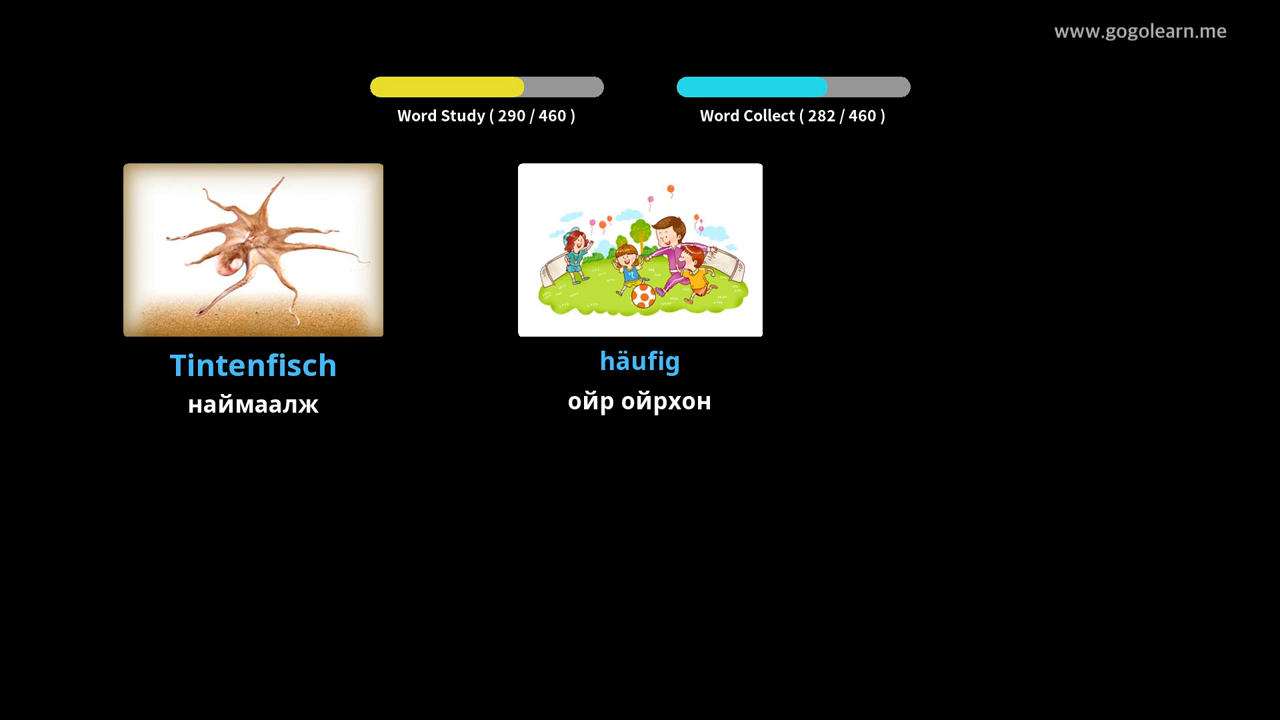 www.gogolearn.me
Word Study ( 290 / 460 )
Word Collect ( 282 / 460 )
Tintenfisch
наймаалж
häufig
ойр ойрхон